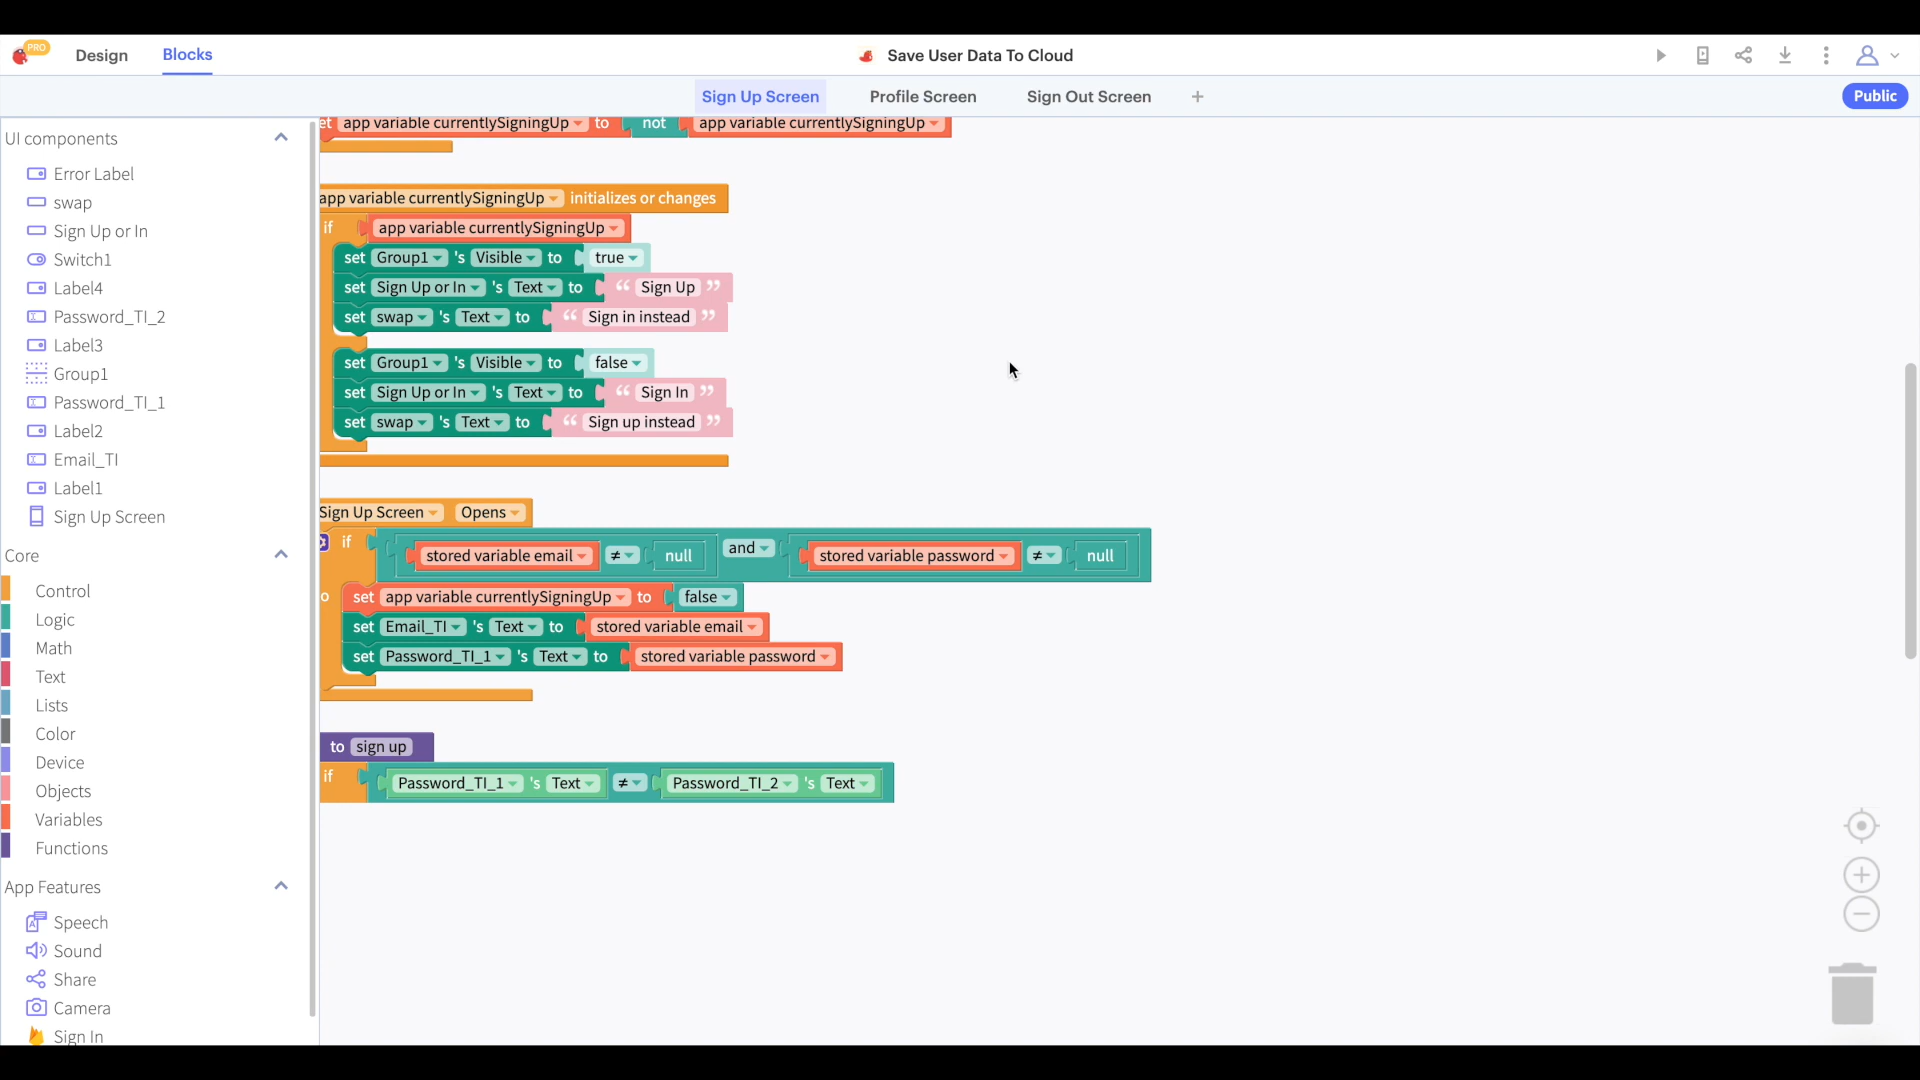 PRO
Design
Blocks
Save User Data To Cloud
Sign Up Screen
Profile Screen
Sign Out Screen
+
Public
UI components
Error Label
swap
Sign Up or In
Switch1
Label4
Password_TI_2
Label3
Group1
Password_TI_1
Label2
Email_TI
Label1
Sign Up Screen
Core
Control
Logic
Math
Text
Lists
Color
Device
Objects
Variables
Functions
App Features
Speech
Sound
Share
Camera
Sign In
et app variable currentlySigningUp to not app variable currentlySigningUp
app variable currentlySigningUp initializes or changes
if app variable currentlySigningUp
set Group1 's Visible to true
set Sign Up or In 's Text to “ Sign Up ”
set swap 's Text to “ Sign in instead ”
set Group1 's Visible to false
set Sign Up or In 's Text to “ Sign In ”
set swap 's Text to “ Sign up instead ”
Sign Up Screen Opens
if stored variable email ≠ null and stored variable password ≠ null
o set app variable currentlySigningUp to false
set Email_TI 's Text to stored variable email
set Password_TI_1 's Text to stored variable password
to sign up
if Password_TI_1 's Text ≠ Password_TI_2 's Text